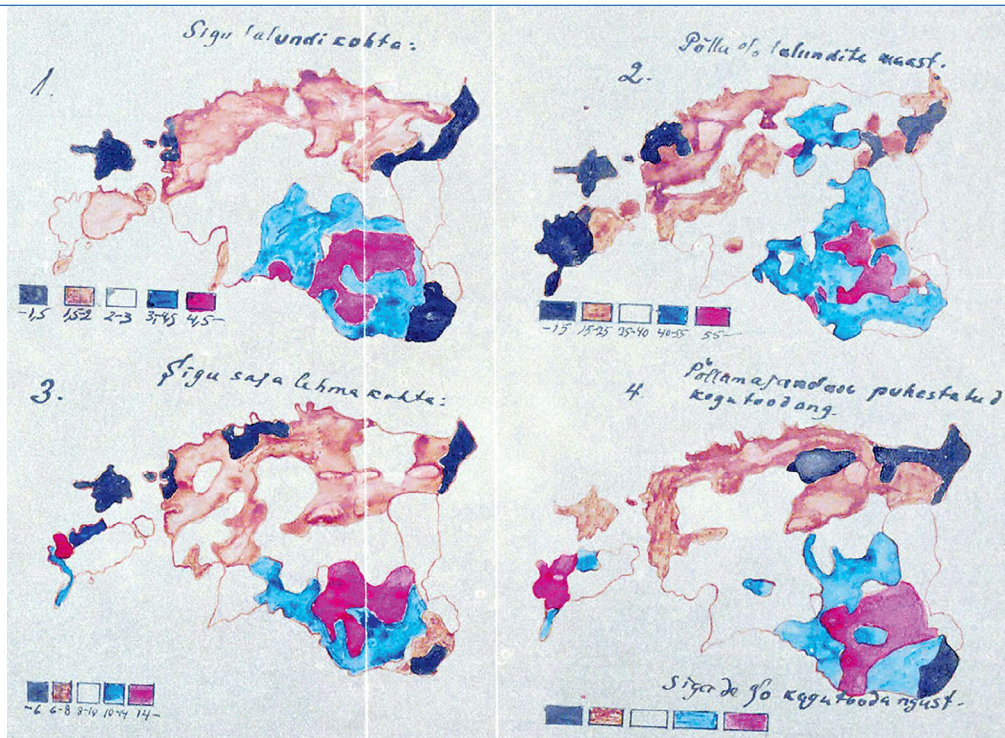 Sigu talundi kohta:
1.
-1,5 1,5-2 2-3 3,-4,5 4,5-
Põllu % talundite maast.
2.
-15 15-25 25-40 40-55 55-
Sigu saja lehma kohta:
3.
-6 6-8 8-10 10-14 14-
4.
Põllumajanduse puhastatud
kogutoodang
Sigade % kogutoodangust.